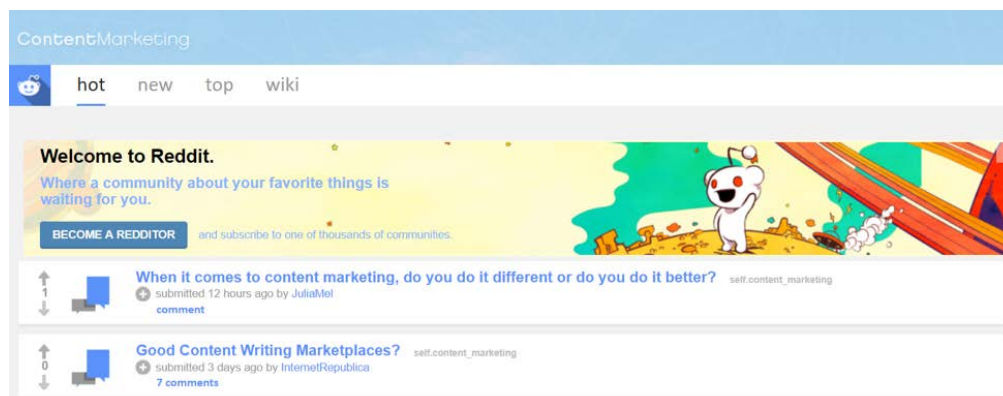 ContentMarketing
hot new top wiki
Welcome to Reddit.
Where a community about your favorite things is
waiting for you.
BECOME A REDDITOR and subscribe to one of thousands of communities.
When it comes to content marketing, do you do it different or do you do it better? self.content_marketing
1 submitted 12 hours ago by JuliaMel
comment
Good Content Writing Marketplaces? self.content_marketing
0 submitted 3 days ago by InternetRepublica
7 comments